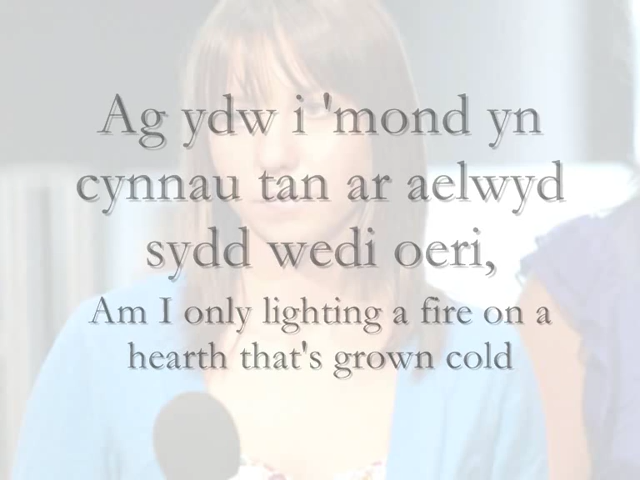 Ag ydw i 'mond yn
cynnau tan ar aelwyd
sydd wedi oeri,
Am I only lighting a fire on a
hearth that's grown cold